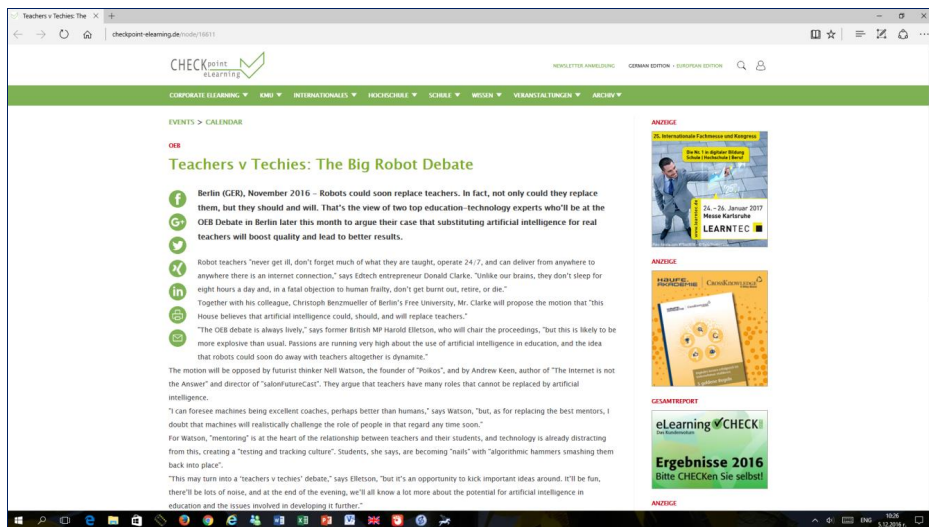 Teachers v Techies: The
checkpoint-elearning.de/node/16611
CHECKpoint
eLearning
NEWSLETTER ANMELDUNG GERMAN EDITION • EUROPEAN EDITION
CORPORATE ELEARNING KMU INTERNATIONALES HOCHSCHULE SCHULE WISSEN VERANSTALTUNGEN ARCHIV
EVENTS > CALENDAR
OEB
Teachers v Techies: The Big Robot Debate
Berlin (GER), November 2016 - Robots could soon replace teachers. In fact, not only could they replace
them, but they should and will. That's the view of two top education-technology experts who'll be at the
OEB Debate in Berlin later this month to argue their case that substituting artificial intelligence for real
teachers will boost quality and lead to better results.
Robot teachers "never get ill, don't forget much of what they are taught, operate 24/7, and can deliver from anywhere to
anywhere there is an internet connection," says Edtech entrepreneur Donald Clarke. "Unlike our brains, they don't sleep for
eight hours a day and, in a fatal objection to human frailty, don't get burnt out, retire, or die."
Together with his colleague, Christoph Benzmueller of Berlin's Free University, Mr. Clarke will propose the motion that "this
House believes that artificial intelligence could, should, and will replace teachers."
"The OEB debate is always lively," says former British MP Harold Elletson, who will chair the proceedings, "but this is likely to be
more explosive than usual. Passions are running very high about the use of artificial intelligence in education, and the idea
that robots could soon do away with teachers altogether is dynamite."
The motion will be opposed by futurist thinker Nell Watson, the founder of "Poikos", and by Andrew Keen, author of "The Internet is not
the Answer" and director of "salonFutureCast". They argue that teachers have many roles that cannot be replaced by artificial
intelligence.
"I can foresee machines being excellent coaches, perhaps better than humans," says Watson, "but, as for replacing the best mentors, I
doubt that machines will realistically challenge the role of people in that regard any time soon."
For Watson, "mentoring" is at the heart of the relationship between teachers and their students, and technology is already distracting
from this, creating a "testing and tracking culture". Students, she says, are becoming "nails" with "algorithmic hammers smashing them
back into place".
"This may turn into a 'teachers v techies' debate," says Elletson, "but it's an opportunity to kick important ideas around. It'll be fun,
there'll be lots of noise, and at the end of the evening, we'll all know a lot more about the potential for artificial intelligence in
education and the issues involved in developing it further."
ANZEIGE
25. Internationale Fachmesse und Kongress
Die Nr. 1 in digitaler Bildung
Schule | Hochschule | Beruf
24. – 26. Januar 2017
Messe Karlsruhe
LEARNTEC
www.learntec.de
ANZEIGE
HAUFE.
AKADEMIE
CROSSKNOWLEDGE
GESAMTREPORT
eLearning CHECK
Ergebnisse 2016
Bitte CHECKen Sie selbst!
ANZEIGE
ENG
10:26
5.12.2016 г.